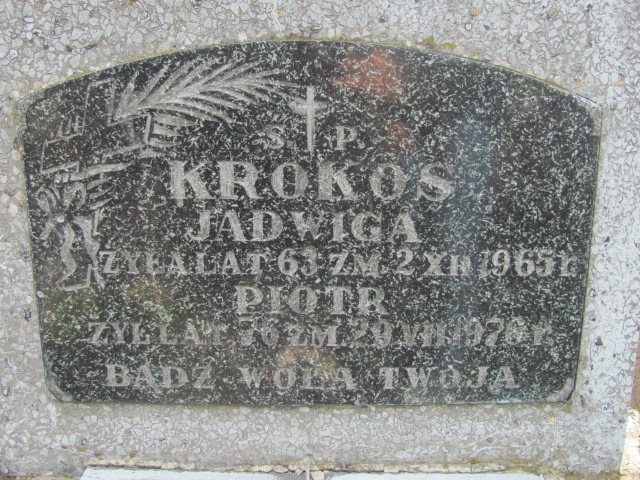 Ś. P.
KROKOS
JADWIGA
ŻYŁA LAT 63 ZM. 2 XII 1965 r.
PIOTR
ŻYŁ LAT 76 ZM. 29 VII 1976 r.
BĄDŹ WOLA TWOJA